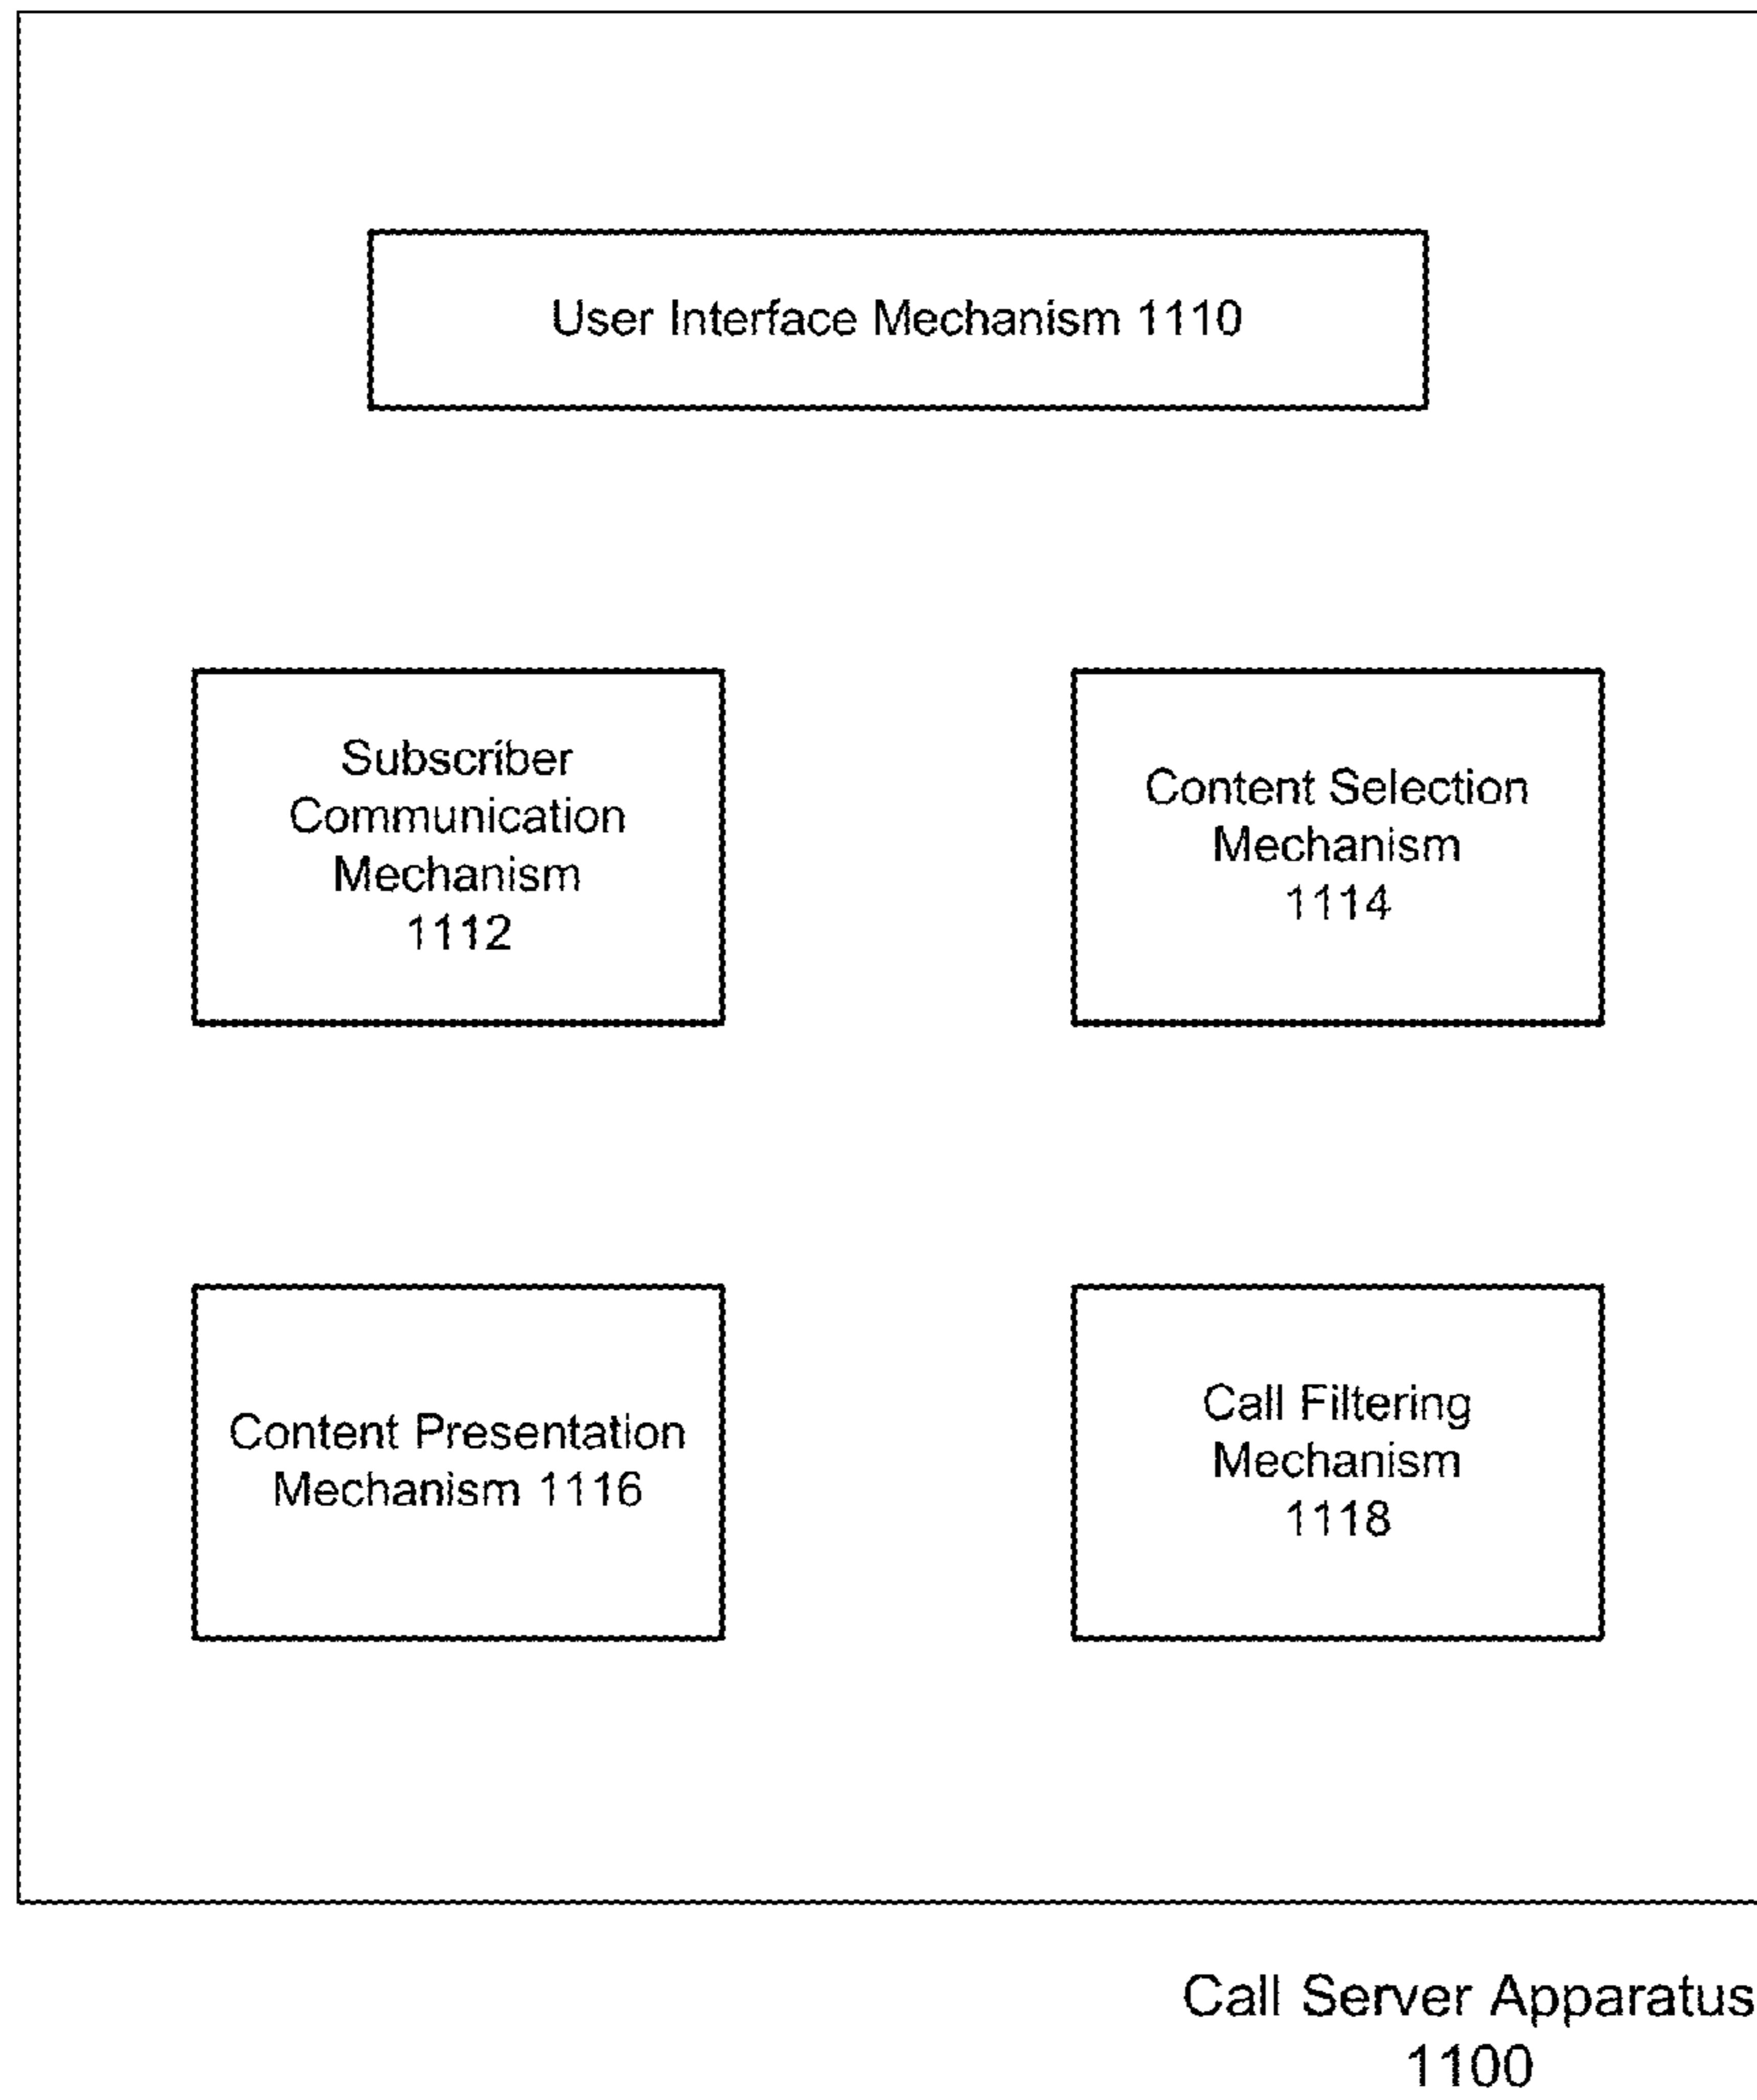 User Interface Mechanism 1110
Subscriber
Communication
Mechanism
1112
Content Selection
Mechanism
1114
Content Presentation
Mechanism 1116
Call Filtering
Mechanism
1118
Call Server Apparatus
1100